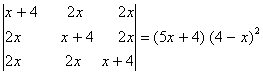 |x + 4 2x 2x|
|2x x + 4 2x| = (5x + 4) (4 − x)²
|2x 2x x + 4|